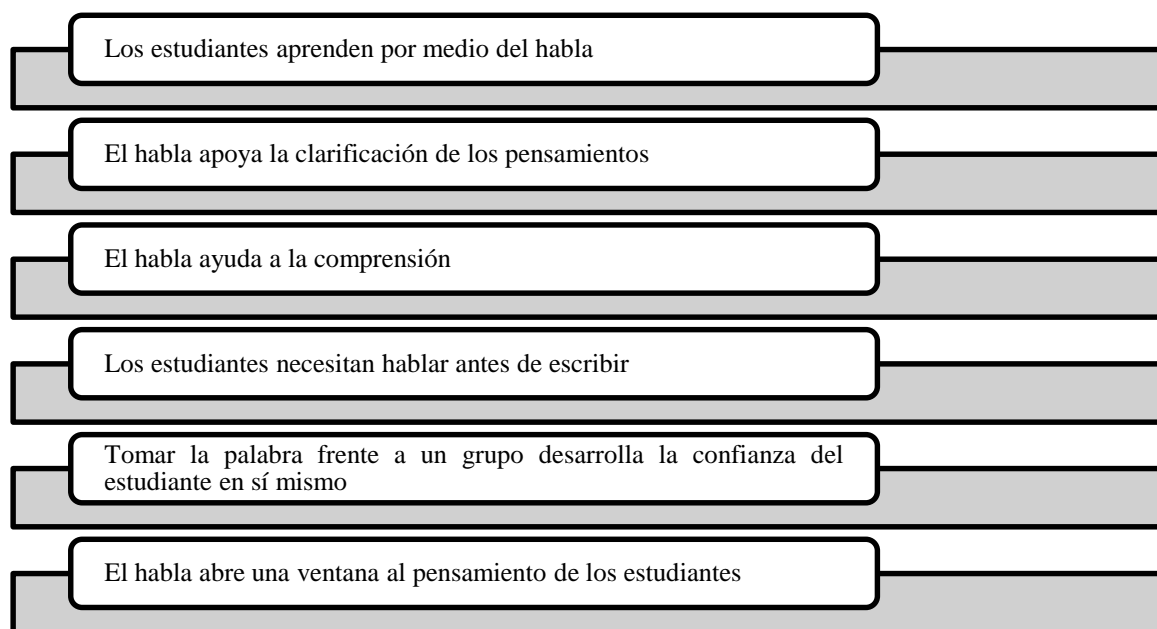 Los estudiantes aprenden por medio del habla
El habla apoya la clarificación de los pensamientos
El habla ayuda a la comprensión
Los estudiantes necesitan hablar antes de escribir
Tomar la palabra frente a un grupo desarrolla la confianza del
estudiante en sí mismo
El habla abre una ventana al pensamiento de los estudiantes